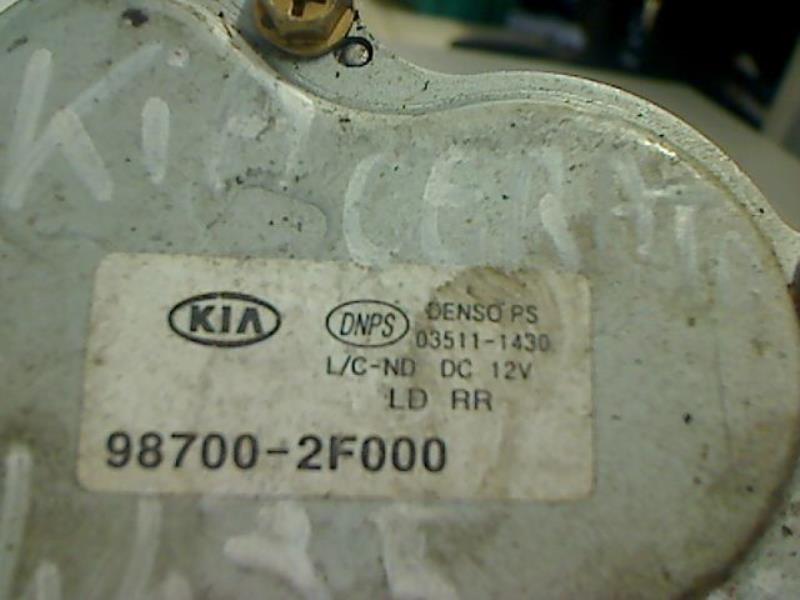 KIA CERATO
KIA
DNPS
DENSO PS
03511-1430
L/C-ND DC 12V
LD RR
98700-2F000